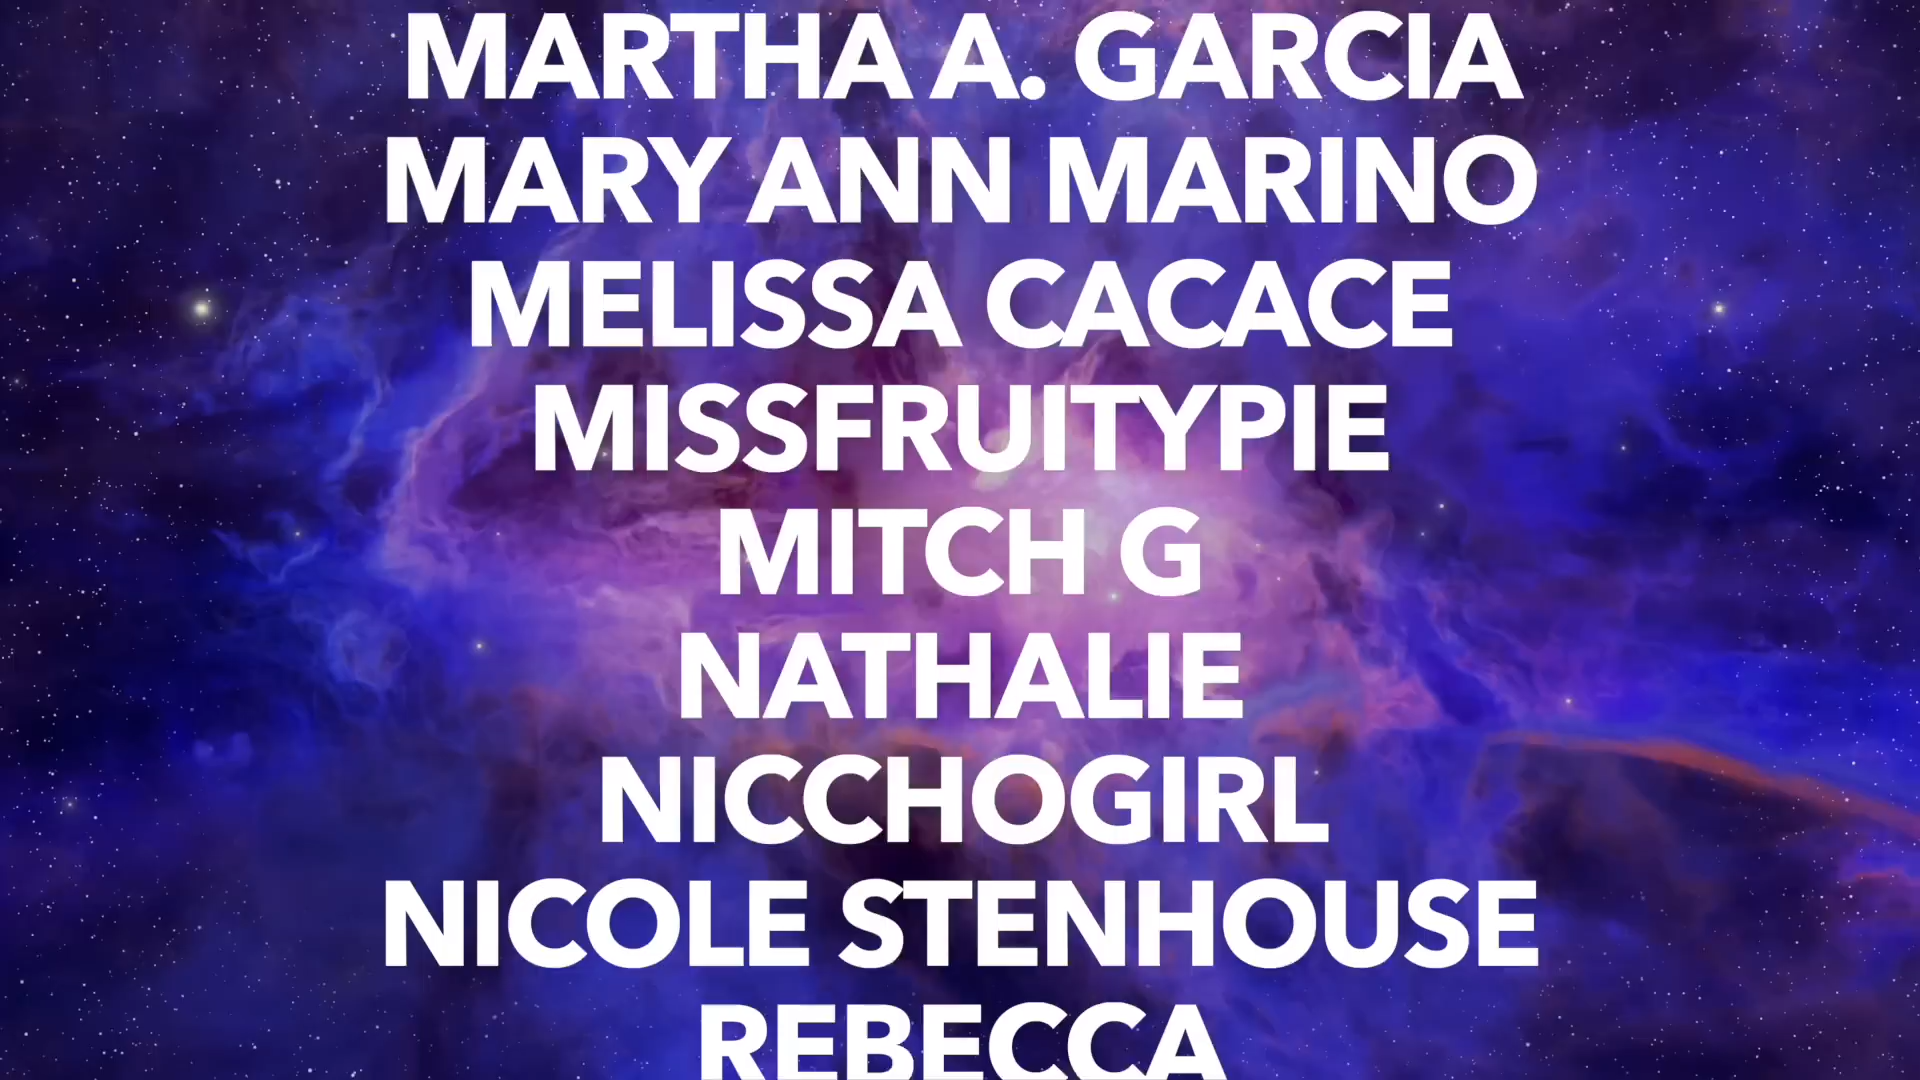 MARTHA A. GARCIA
MARY ANN MARINO
MELISSA CACACE
MISSFRUITYPIE
MITCH G
NATHALIE
NICCHOGIRL
NICOLE STENHOUSE
REBECCA